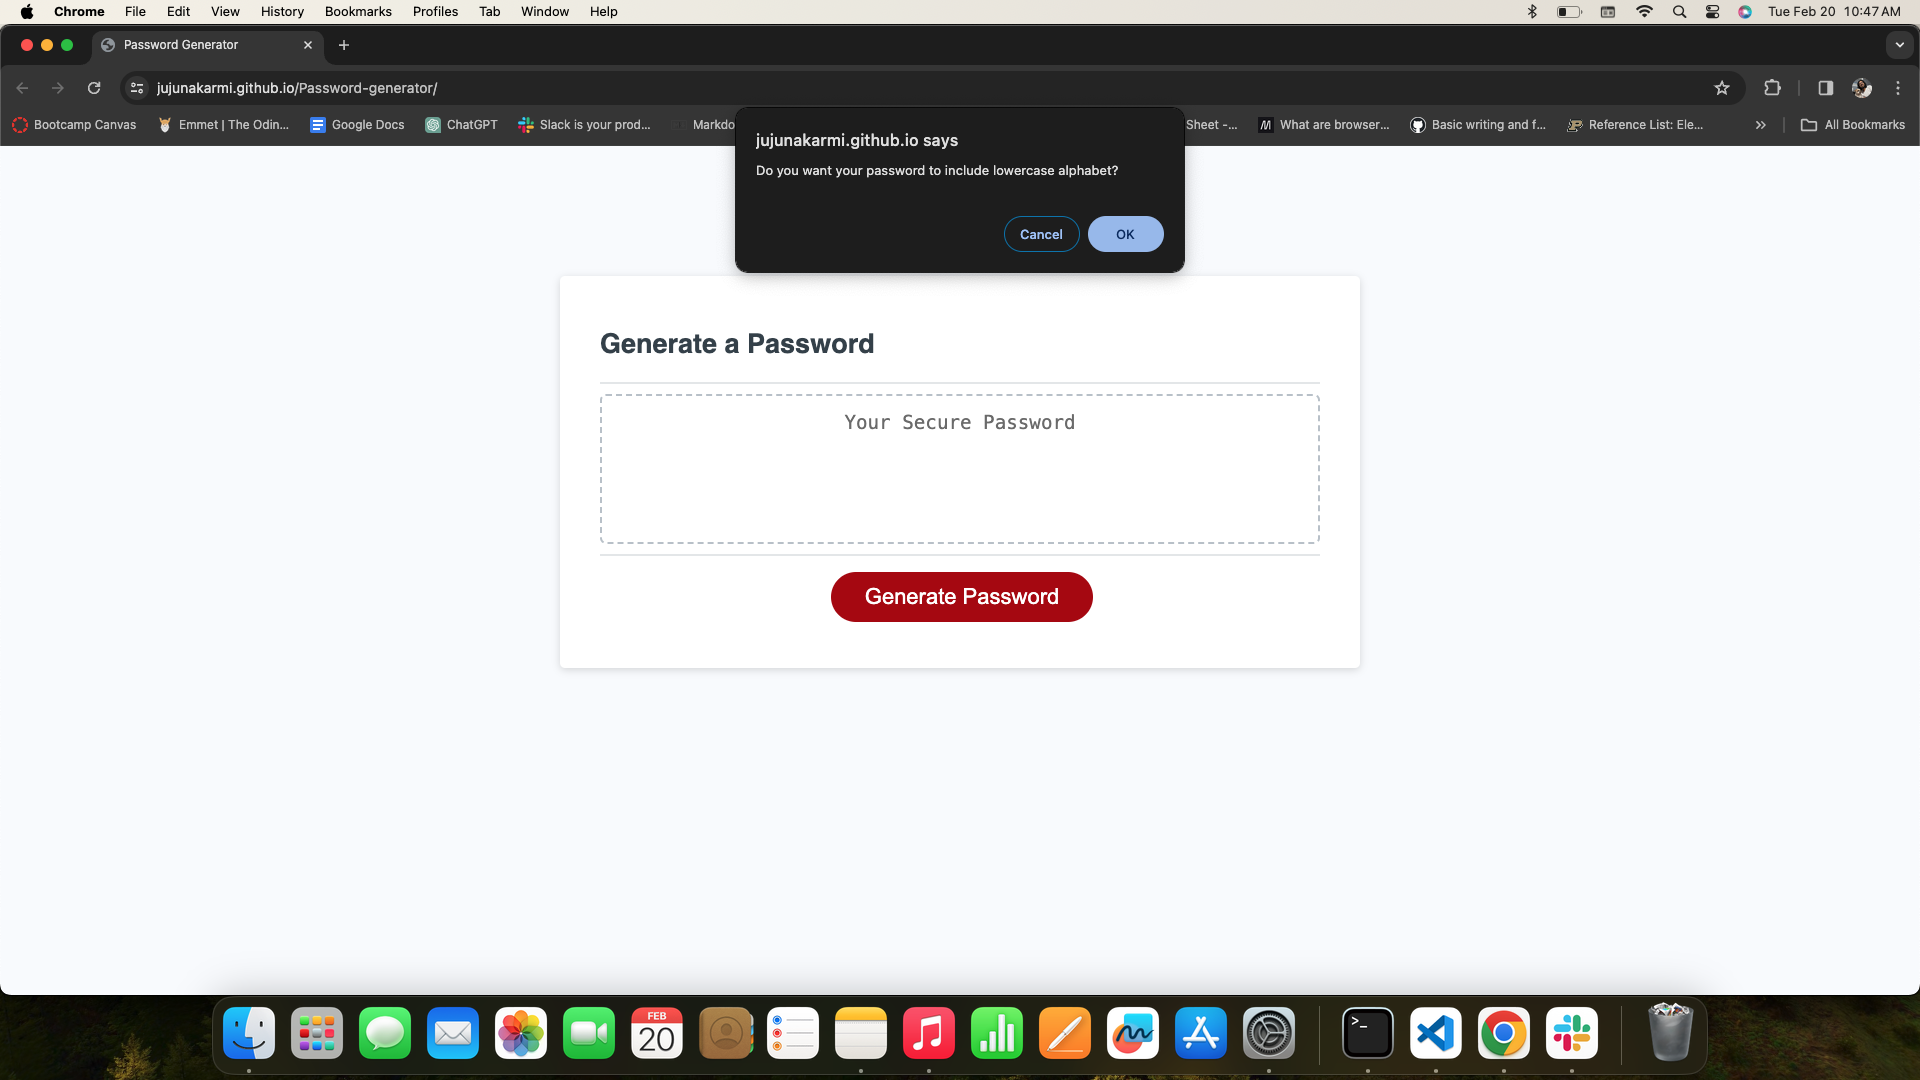 Chrome File Edit View History Bookmarks Profiles Tab Window Help Tue Feb 20 10:47 AM
Password Generator
jujunakarmi.github.io/Password-generator/
Bootcamp Canvas Emmet | The Odin... Google Docs ChatGPT Slack is your prod... Markdo Sheet -... What are browser... Basic writing and f... Reference List: Ele... All Bookmarks
jujunakarmi.github.io says
Do you want your password to include lowercase alphabet?
Cancel OK
Generate a Password
Your Secure Password
Generate Password
FEB
20